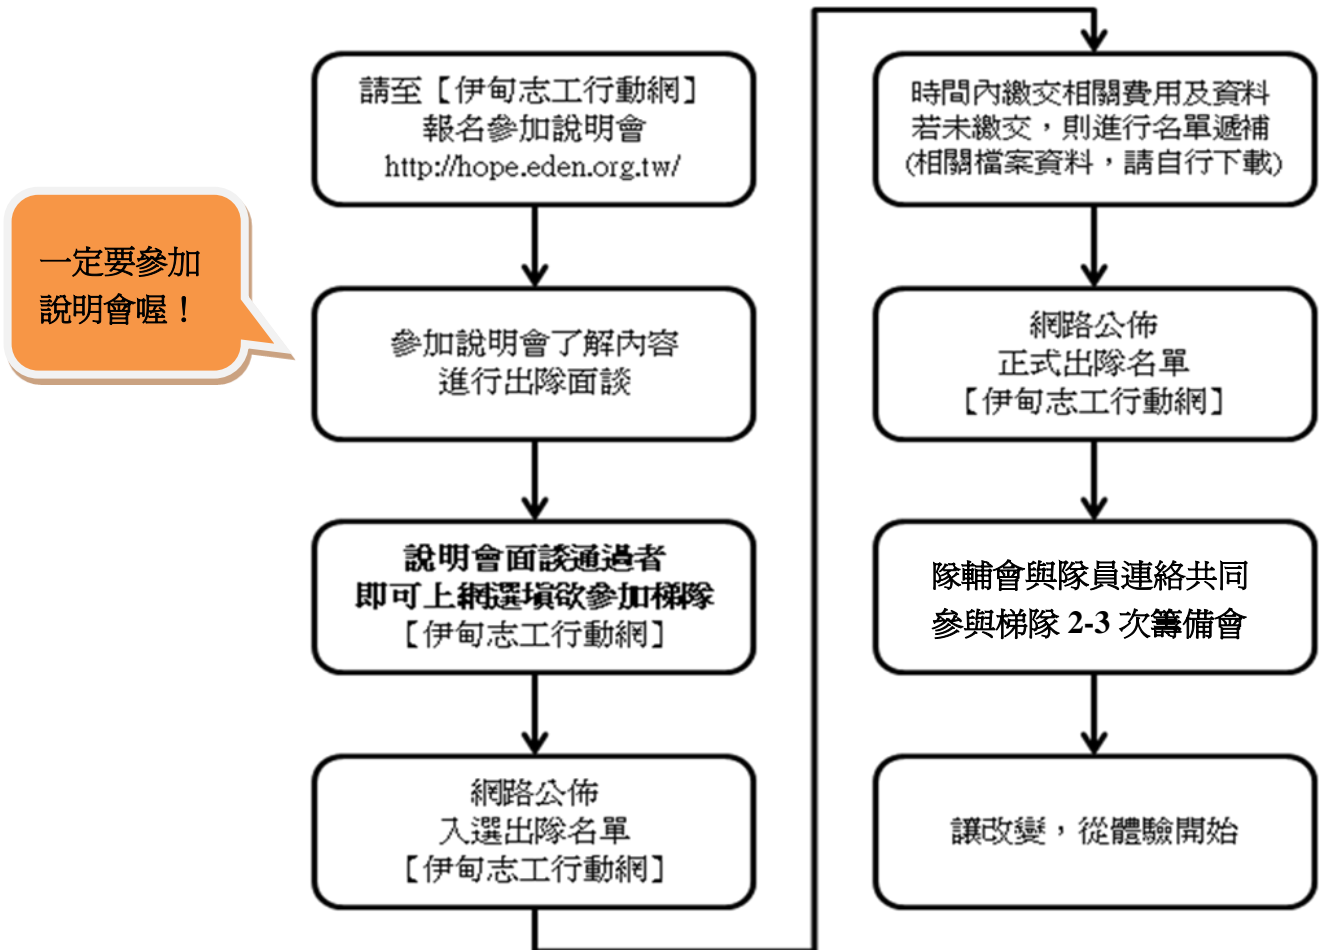 請至【伊甸志工行動網】
報名參加說明會
http://hope.eden.org.tw/
一定要參加
說明會喔！
參加說明會了解內容
進行出隊面談
說明會面談通過者
即可上網選填欲參加梯隊
【伊甸志工行動網】
網路公佈
入選出隊名單
【伊甸志工行動網】
時間內繳交相關費用及資料
若未繳交，則進行名單遞補
(相關檔案資料，請自行下載)
網路公佈
正式出隊名單
【伊甸志工行動網】
隊輔會與隊員連絡共同
參與梯隊 2-3 次籌備會
讓改變，從體驗開始